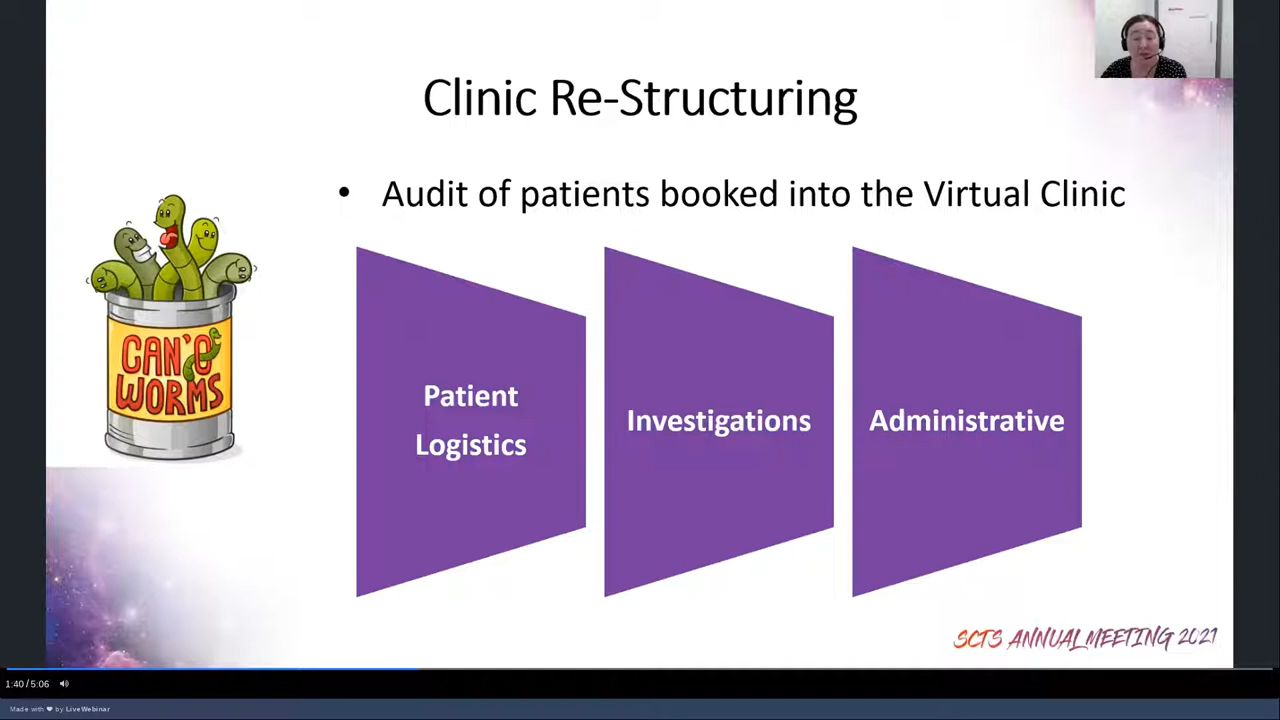 Clinic Re-Structuring
• Audit of patients booked into the Virtual Clinic
CAN'O
WORMS
Patient
Logistics
Investigations
Administrative
SCTS ANNUAL MEETING 2021
1:40 / 5:06
Made with ❤ by LiveWebinar